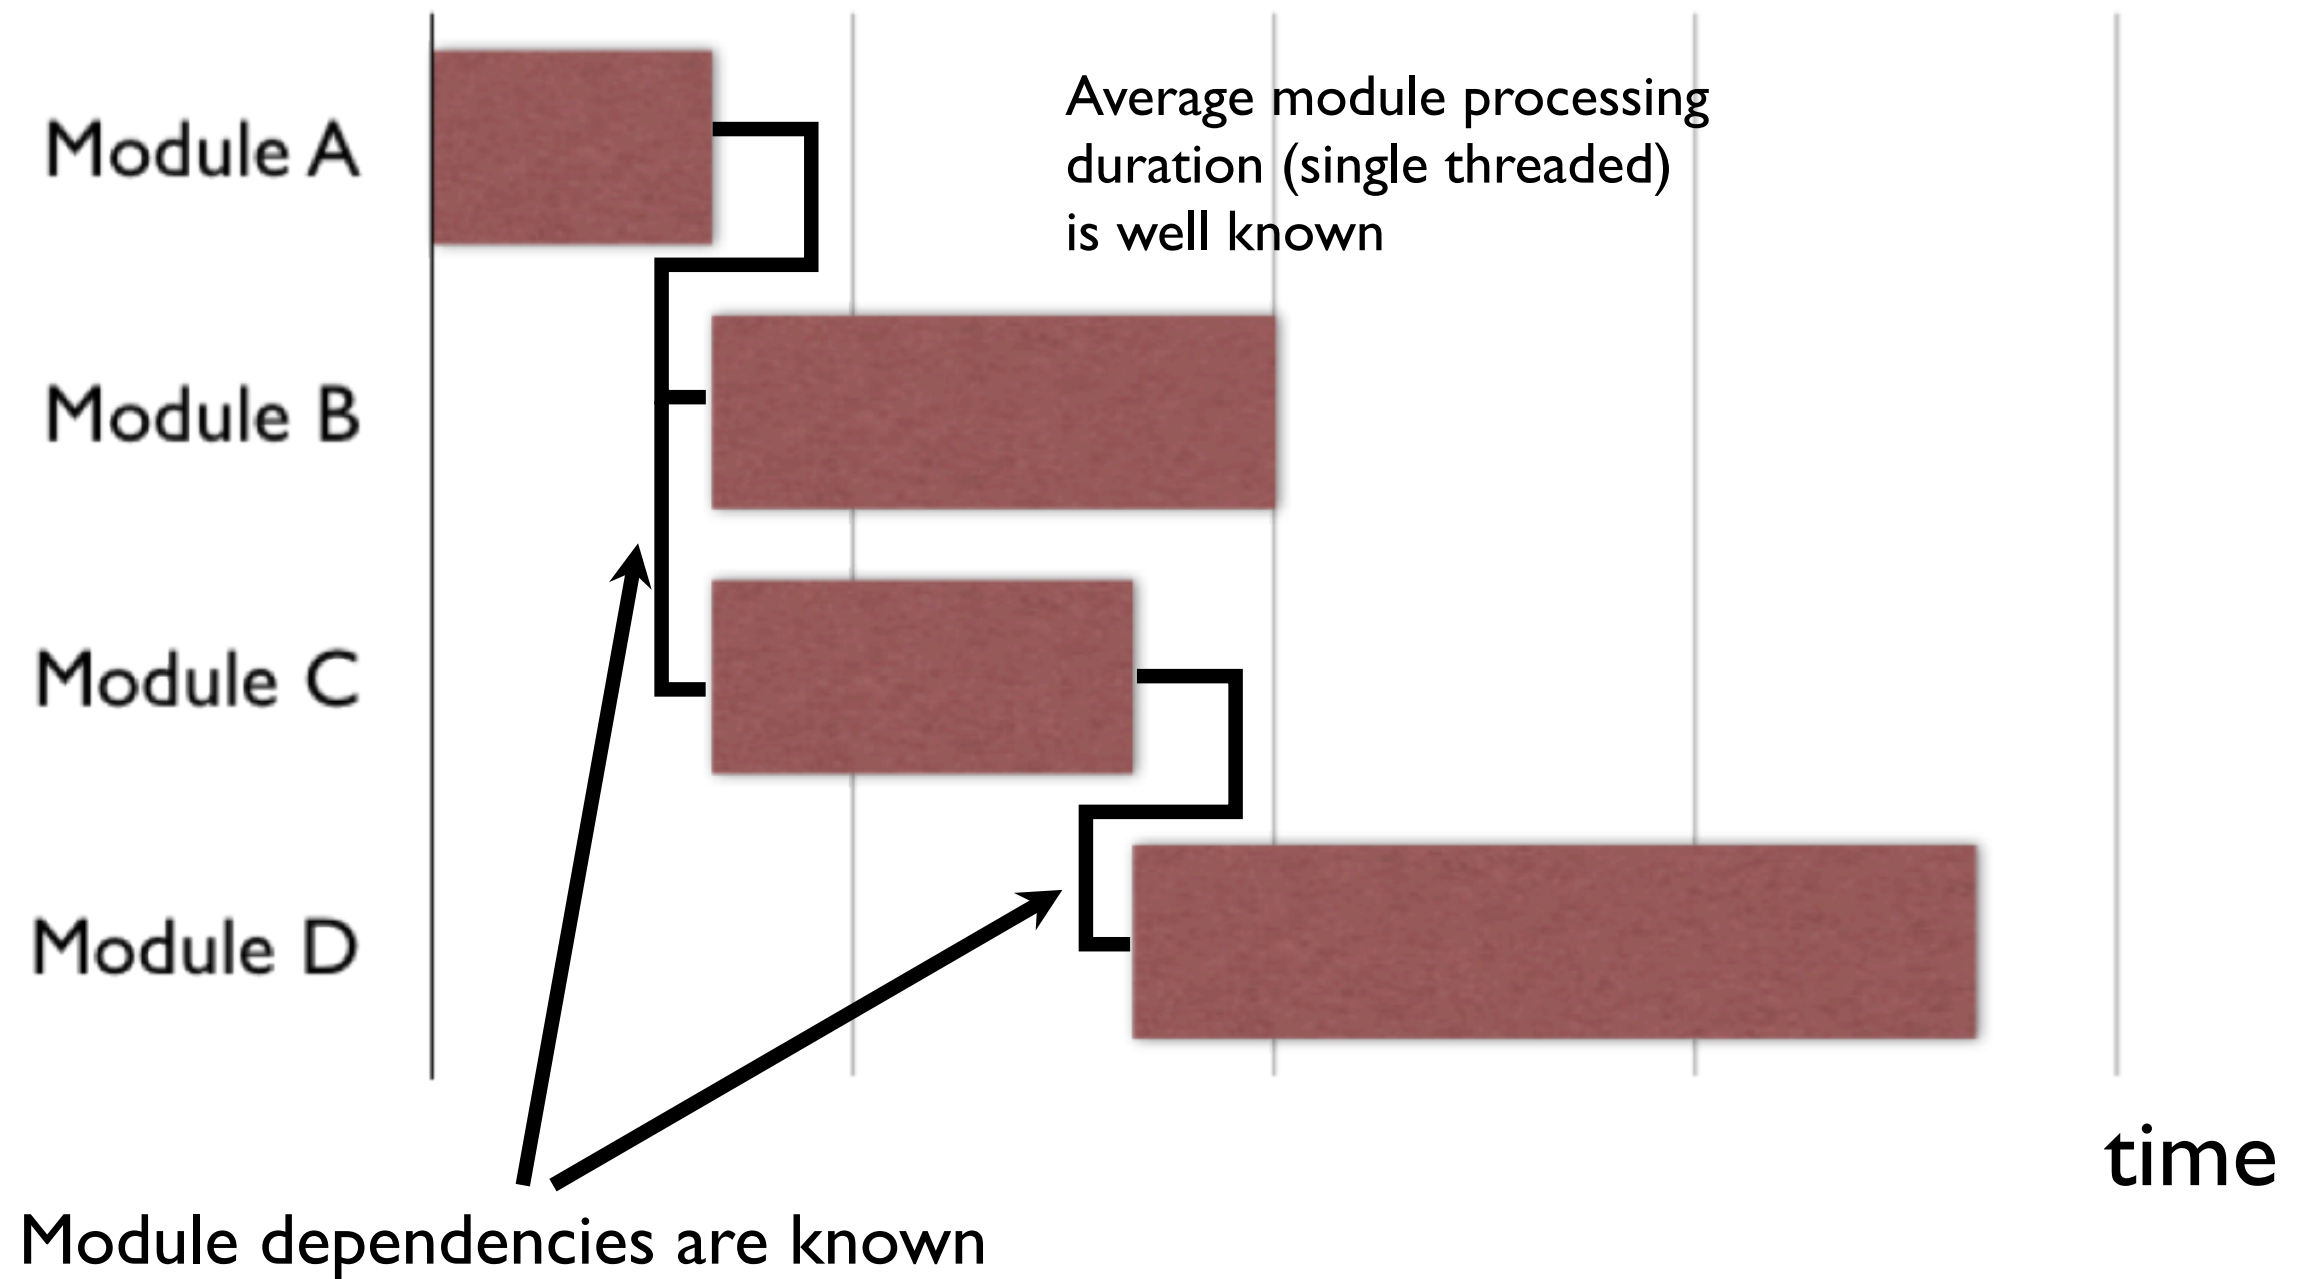 Module A
Average module processing
duration (single threaded)
is well known
Module B
Module C
Module D
time
Module dependencies are known